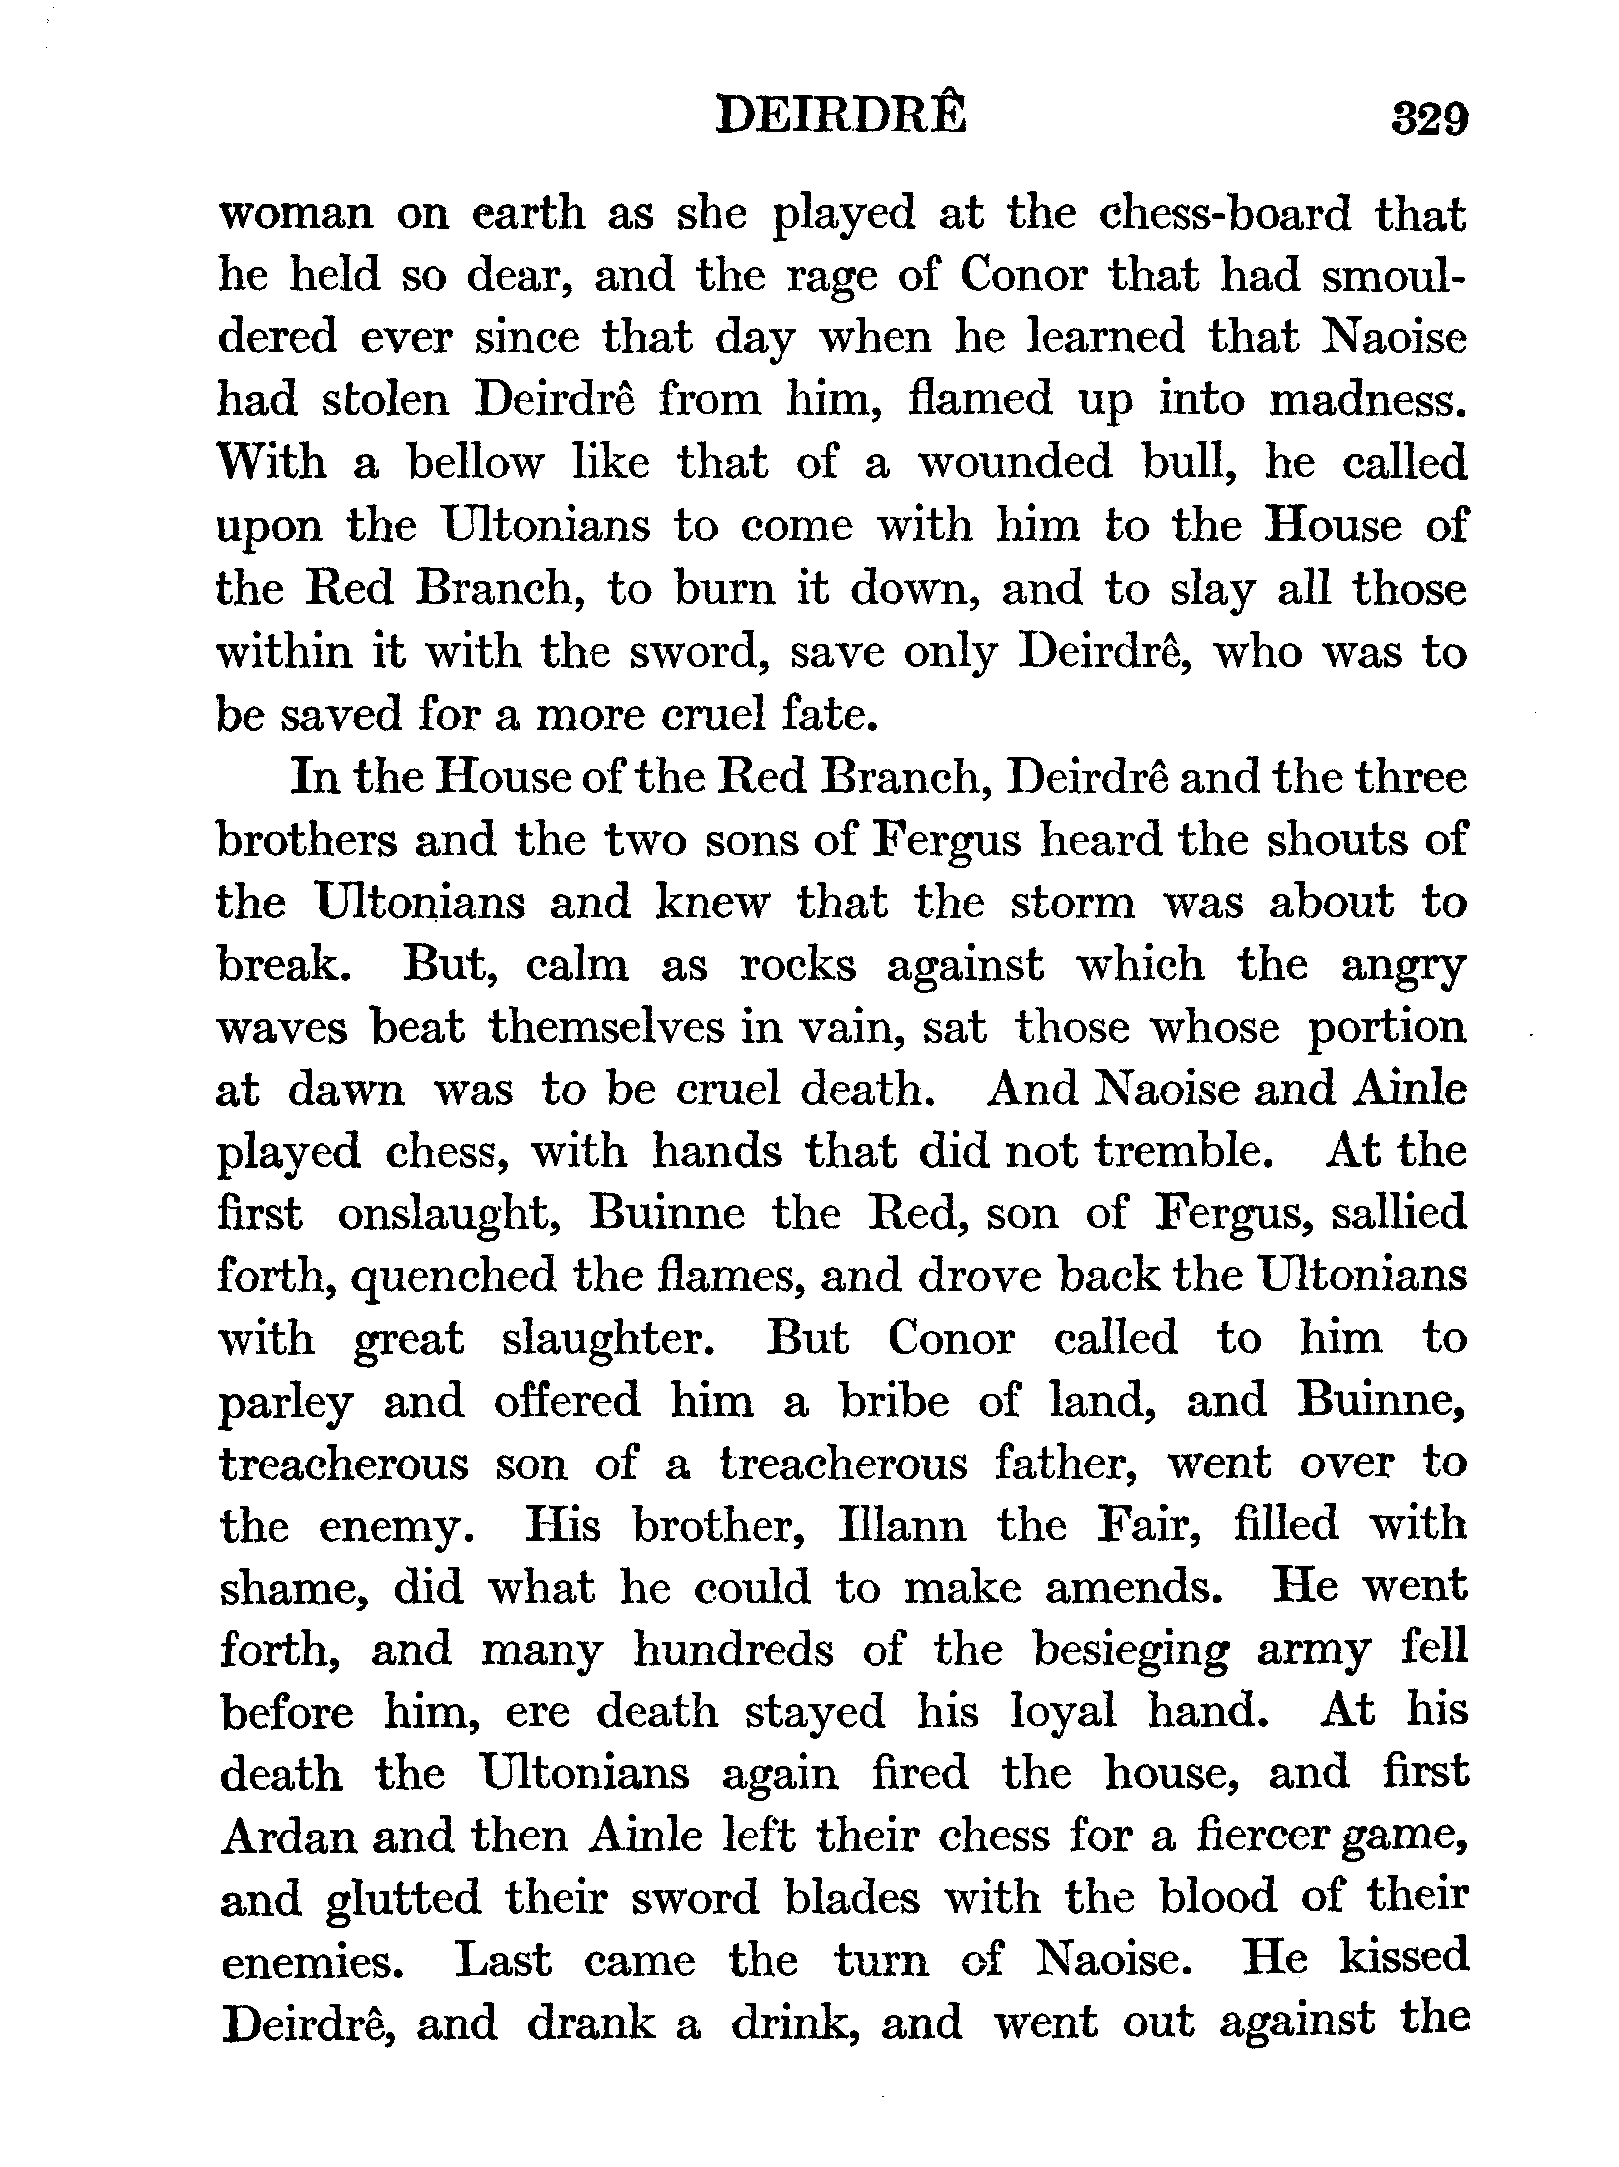 DEIRDRÊ 329
woman on earth as she played at the chess-board that
he held so dear, and the rage of Conor that had smoul-
dered ever since that day when he learned that Naoise
had stolen Deirdrê from him, flamed up into madness.
With a bellow like that of a wounded bull, he called
upon the Ultonians to come with him to the House of
the Red Branch, to burn it down, and to slay all those
within it with the sword, save only Deirdrê, who was to
be saved for a more cruel fate.
In the House of the Red Branch, Deirdrê and the three
brothers and the two sons of Fergus heard the shouts of
the Ultonians and knew that the storm was about to
break. But, calm as rocks against which the angry
waves beat themselves in vain, sat those whose portion
at dawn was to be cruel death. And Naoise and Ainle
played chess, with hands that did not tremble. At the
first onslaught, Buinne the Red, son of Fergus, sallied
forth, quenched the flames, and drove back the Ultonians
with great slaughter. But Conor called to him to
parley and offered him a bribe of land, and Buinne,
treacherous son of a treacherous father, went over to
the enemy. His brother, Illann the Fair, filled with
shame, did what he could to make amends. He went
forth, and many hundreds of the besieging army fell
before him, ere death stayed his loyal hand. At his
death the Ultonians again fired the house, and first
Ardan and then Ainle left their chess for a fiercer game,
and glutted their sword blades with the blood of their
enemies. Last came the turn of Naoise. He kissed
Deirdrê, and drank a drink, and went out against the